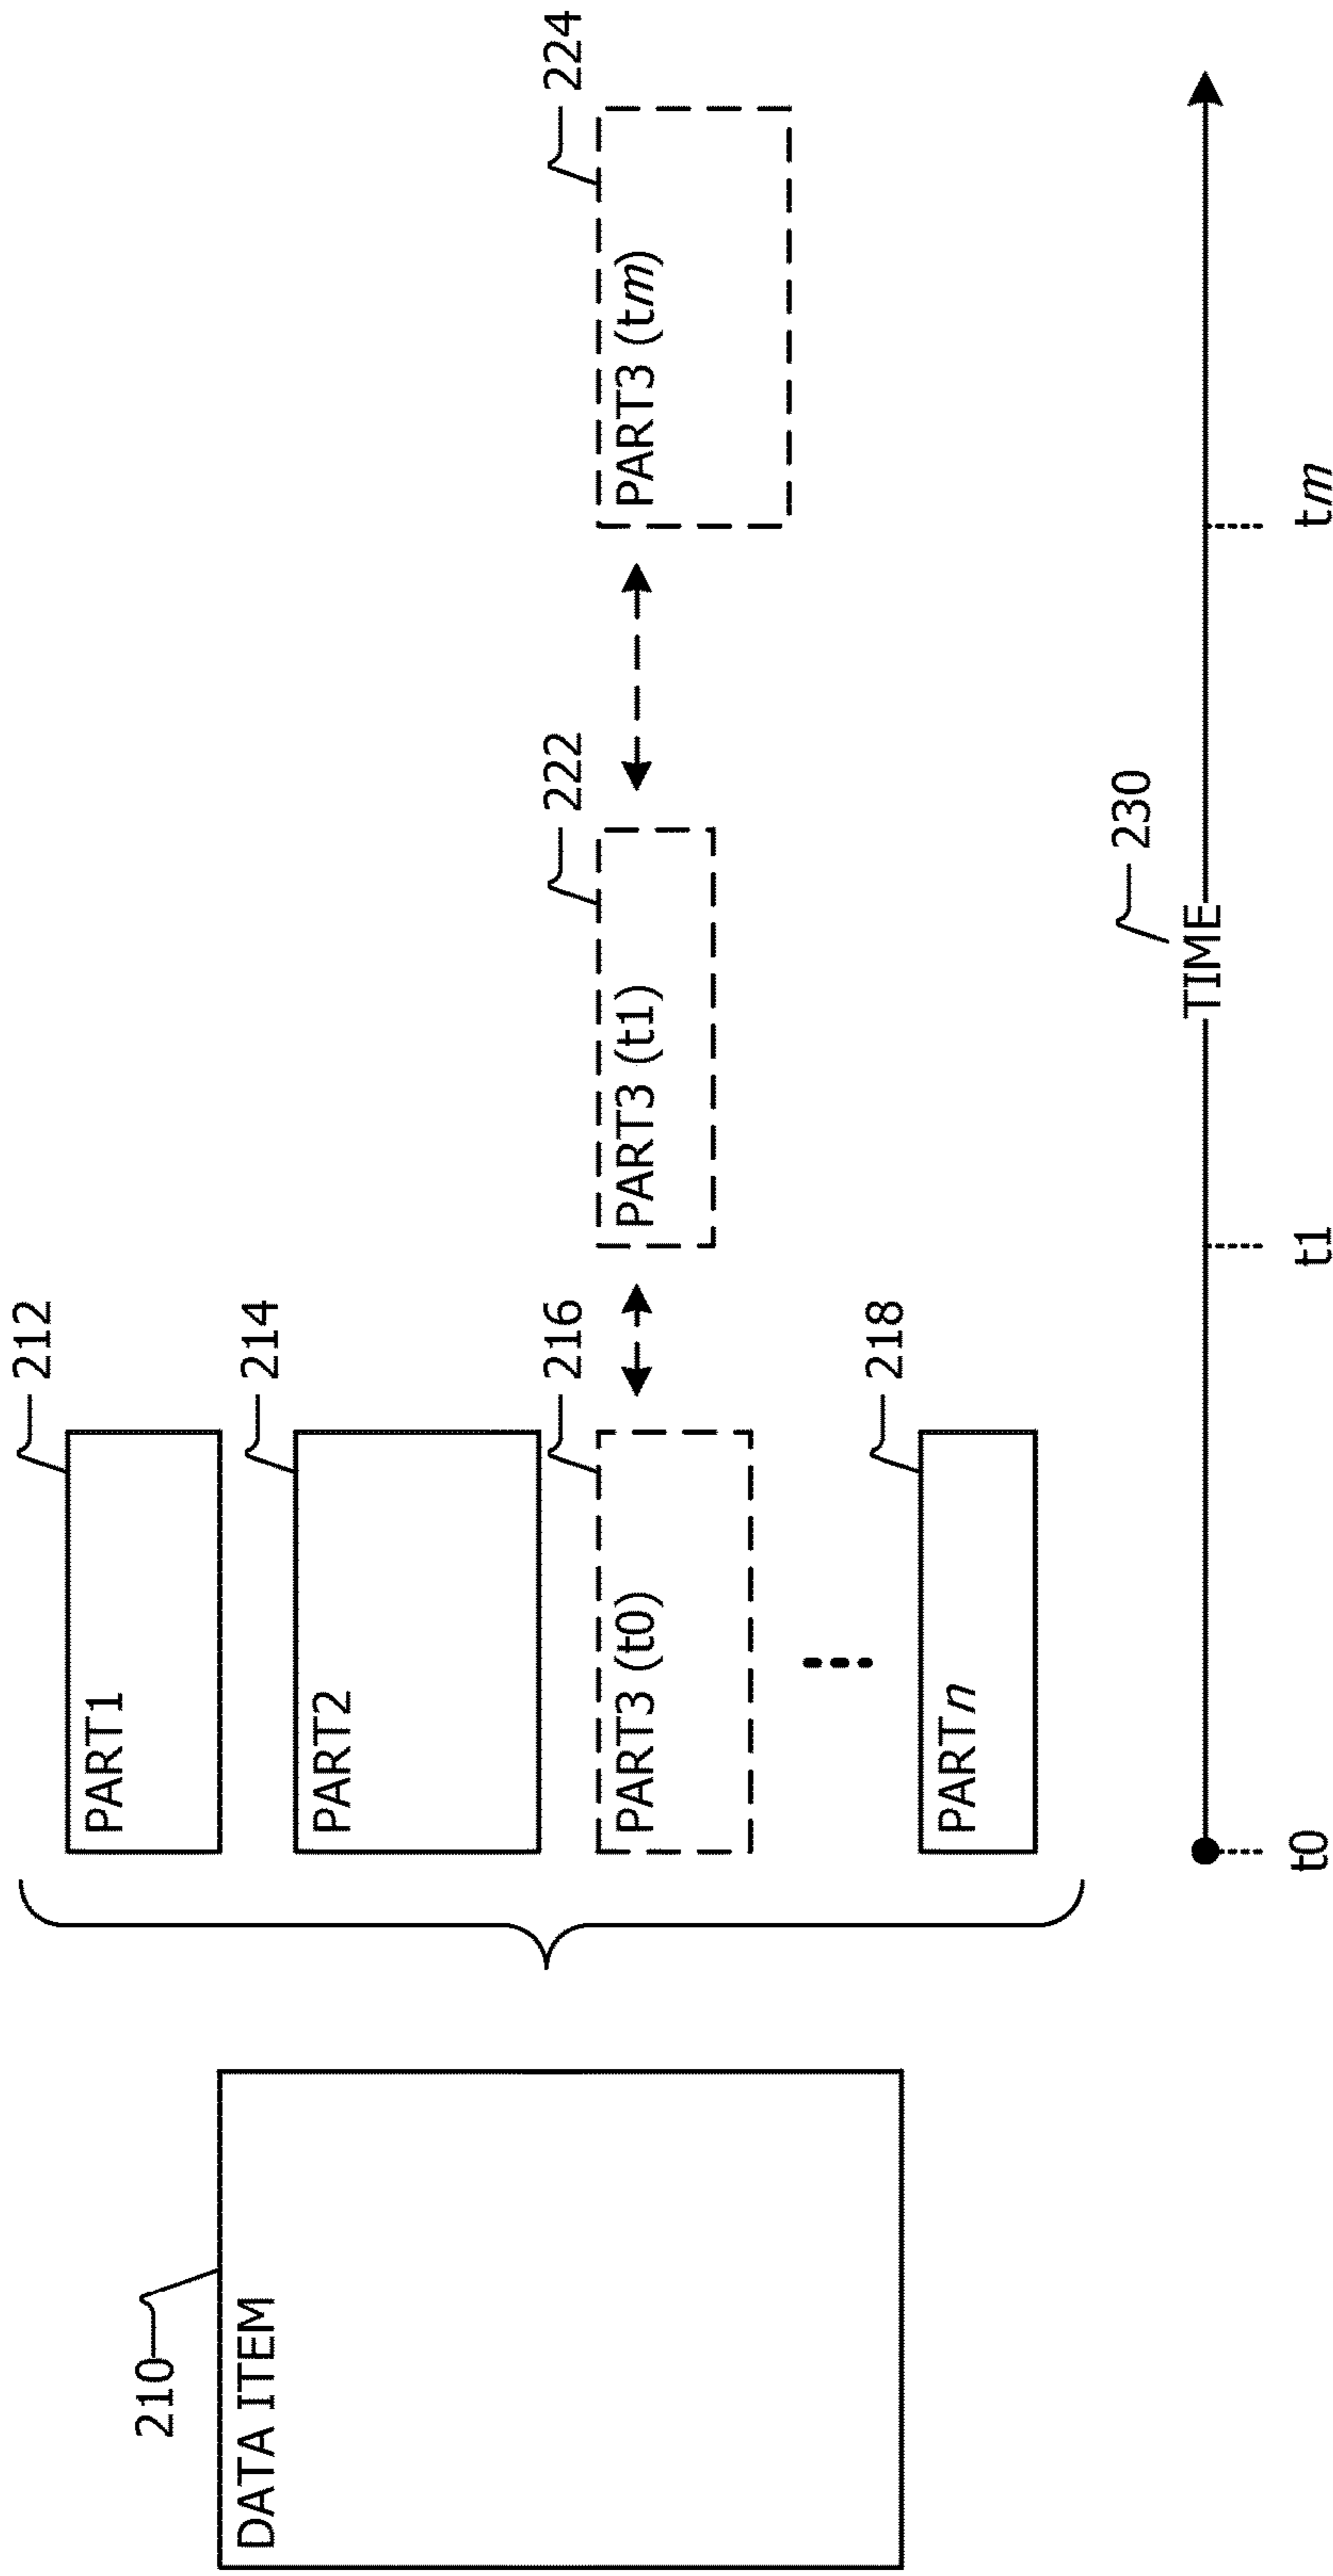 212
PART1
214
PART2
210
DATA ITEM
216
PART3 (t0)
222
PART3 (t1)
224
PART3 (tm)
218
PARTn
230
TIME
t0
t1
tm